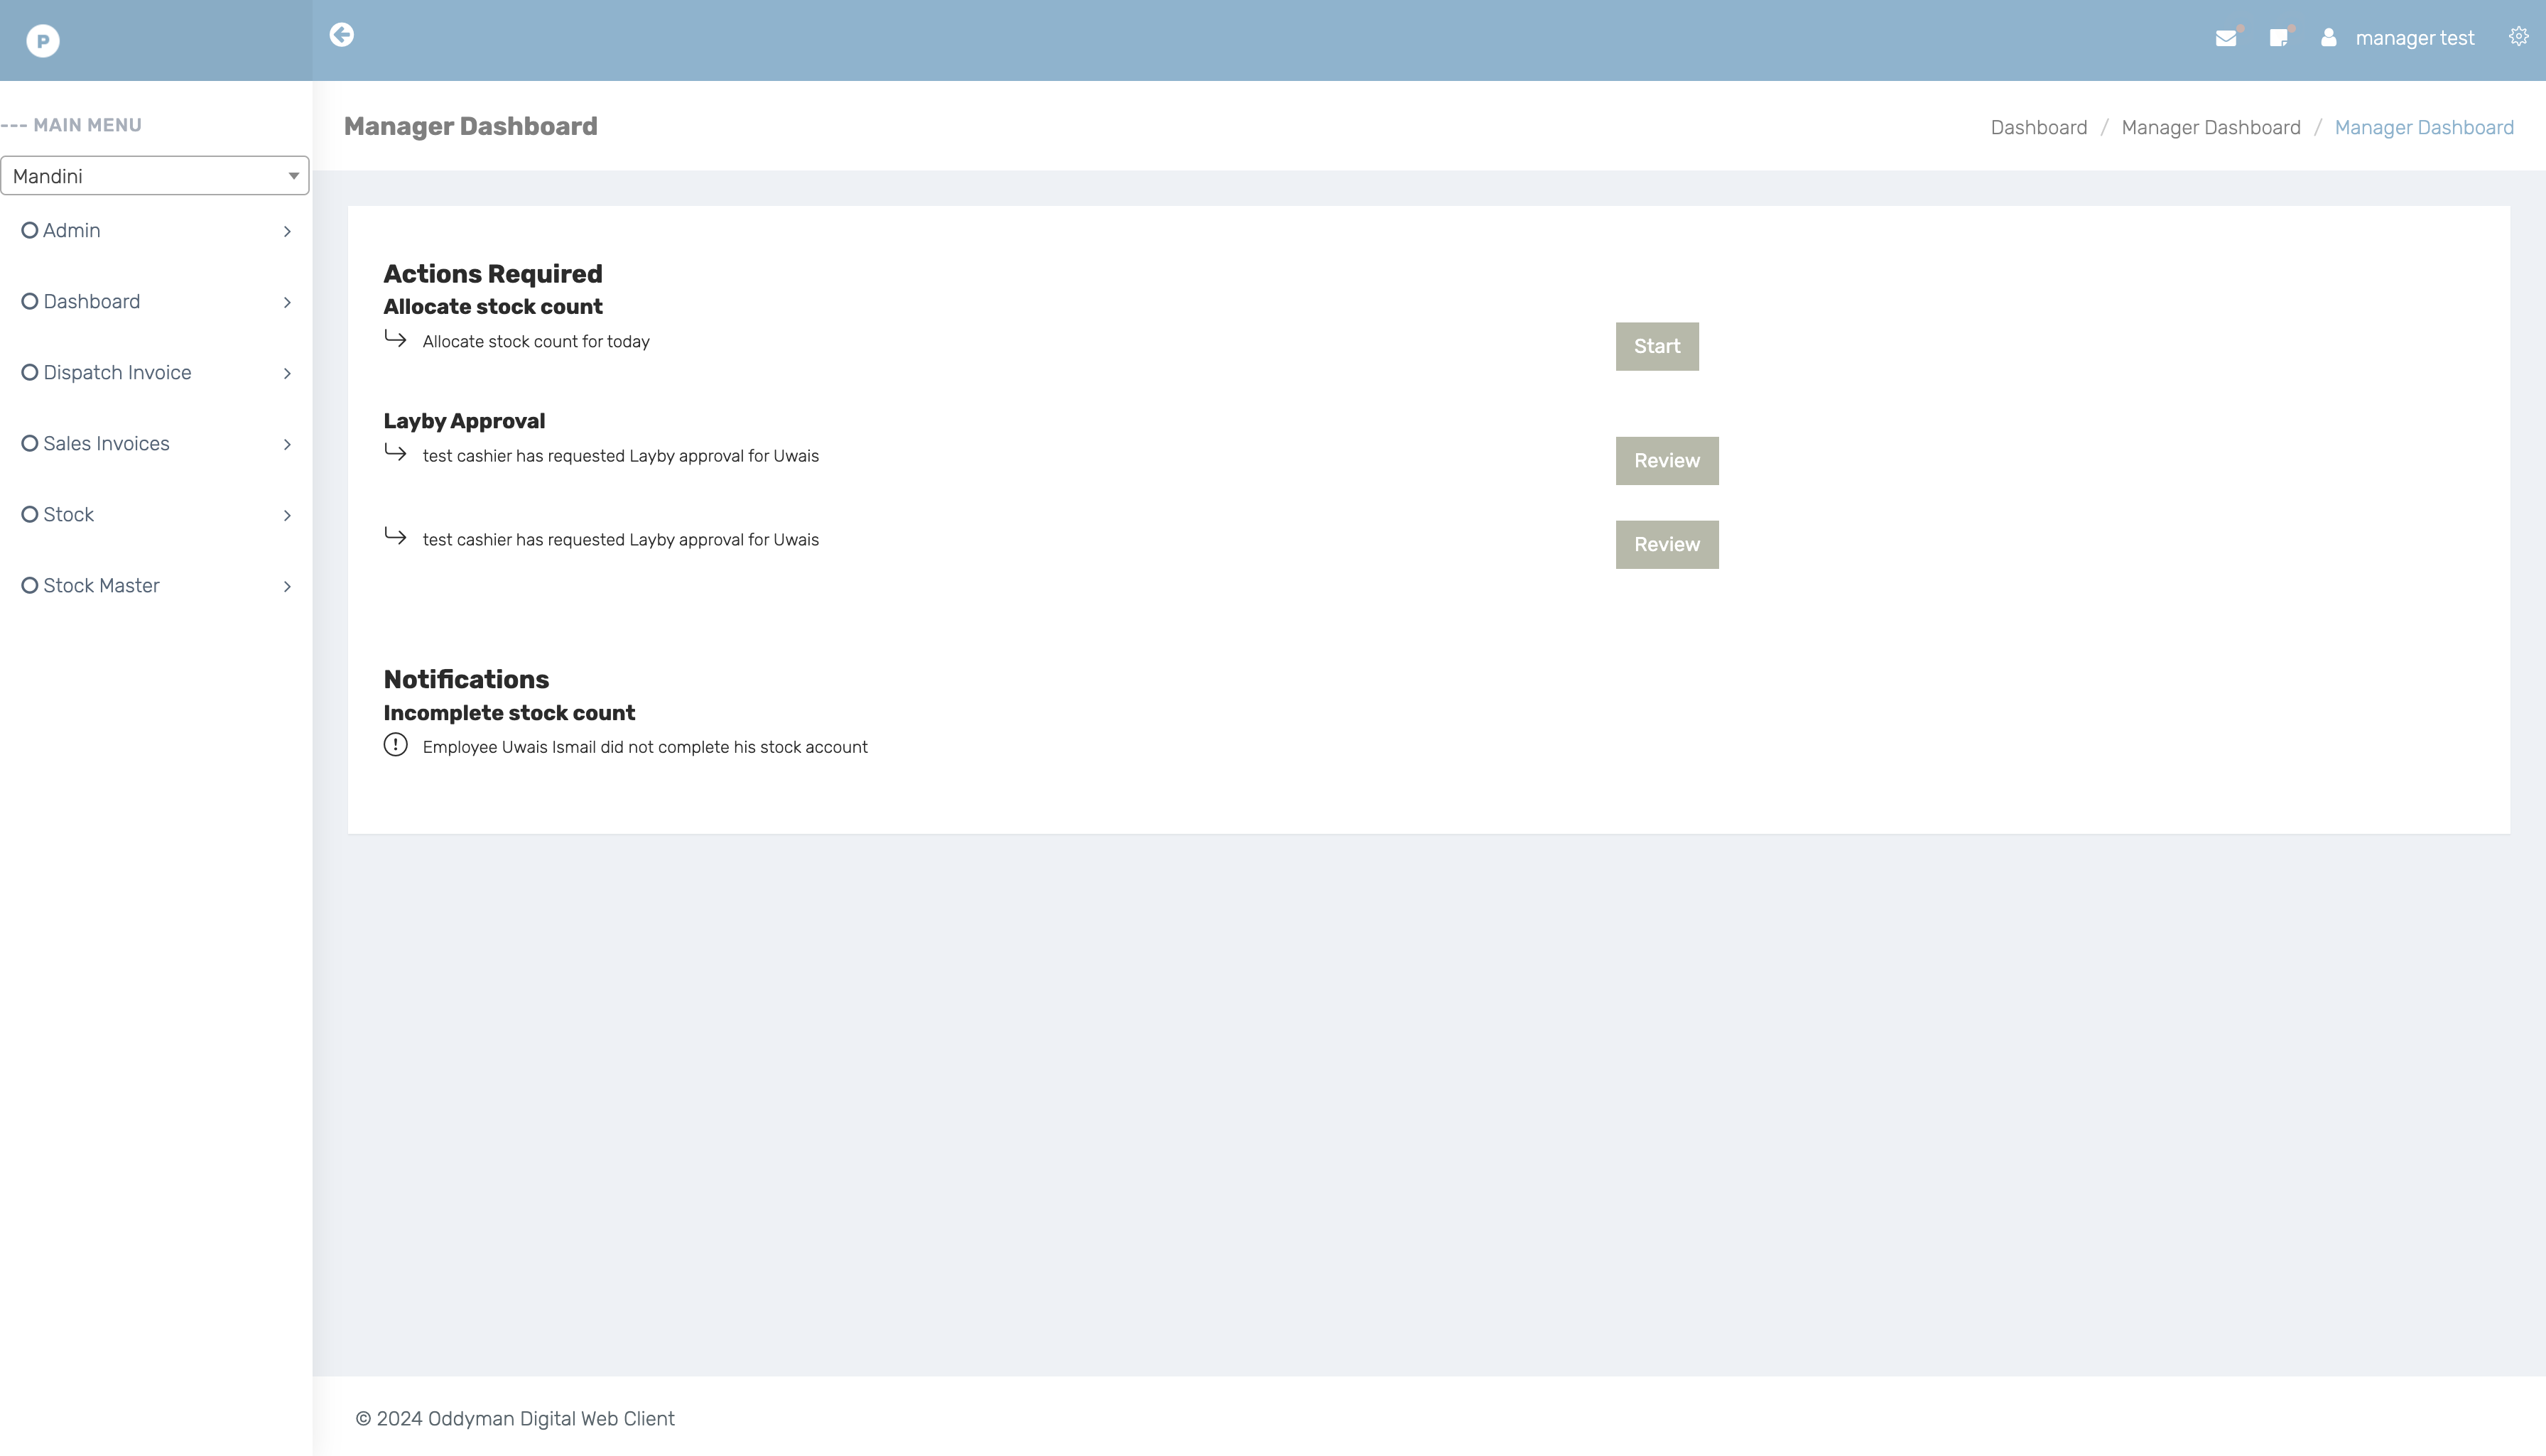 P
manager test
--- MAIN MENU
Mandini
Admin
Dashboard
Dispatch Invoice
Sales Invoices
Stock
Stock Master
Manager Dashboard
Dashboard / Manager Dashboard / Manager Dashboard
Actions Required
Allocate stock count
Allocate stock count for today
Start
Layby Approval
test cashier has requested Layby approval for Uwais
Review
test cashier has requested Layby approval for Uwais
Review
Notifications
Incomplete stock count
Employee Uwais Ismail did not complete his stock account
© 2024 Oddyman Digital Web Client